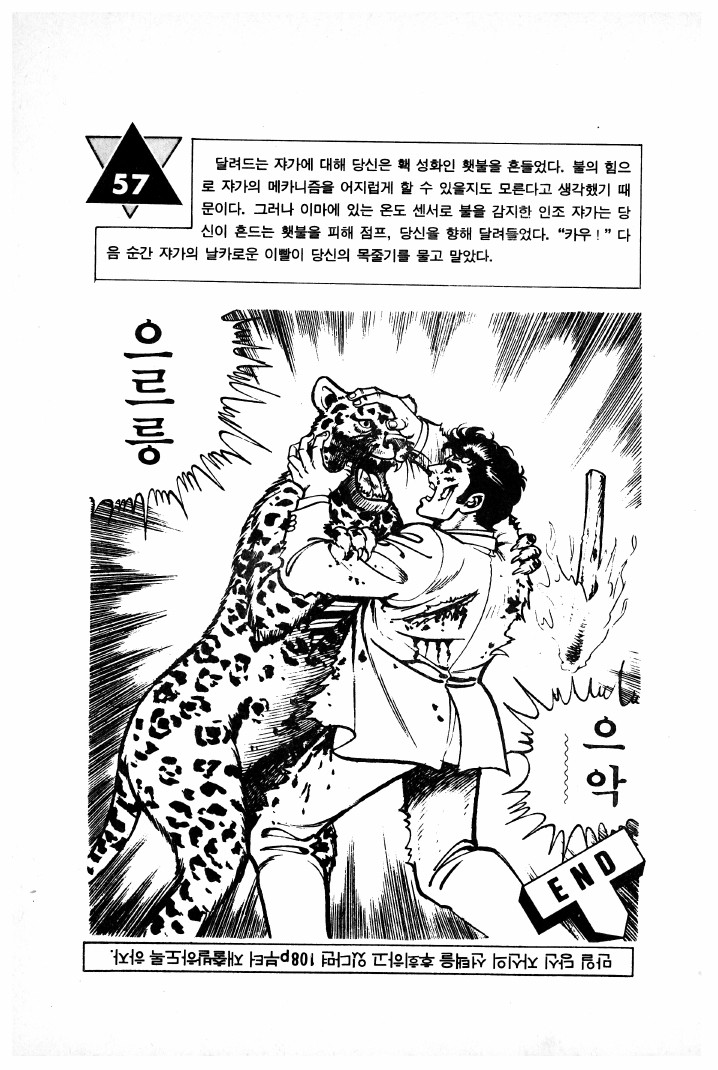 57
달려드는 쟈가에 대해 당신은 핵 성화인 횃불을 흔들었다. 불의 힘으
로 쟈가의 메카니즘을 어지럽게 할 수 있을지도 모른다고 생각했기 때
문이다. 그러나 이마에 있는 온도 센서로 불을 감지한 인조 쟈가는 당
신이 흔드는 횃불을 피해 점프, 당신을 향해 달려들었다. “카우!” 다
음 순간 쟈가의 날카로운 이빨이 당신의 목줄기를 물고 말았다.
으르릉
으악
END
만일 당신 자신의 선택을 후회하고 있다면 108p부터 재출발하도록 하자.